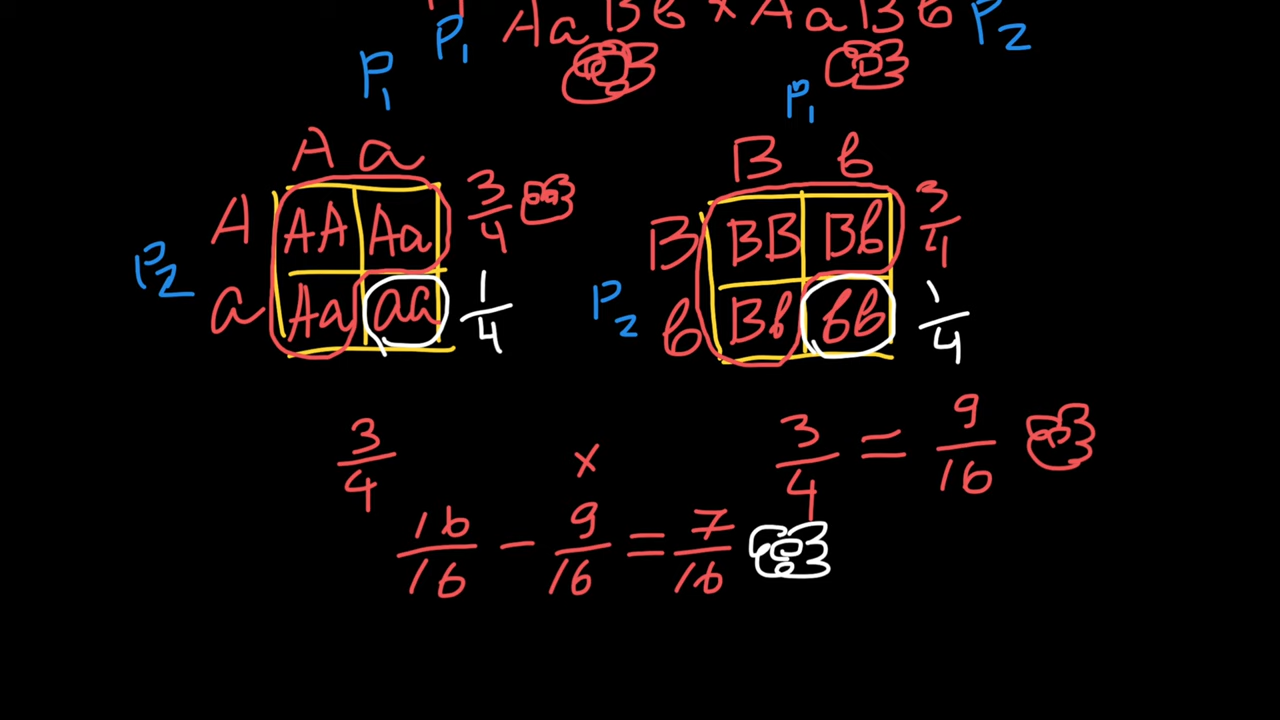 P1 AaBb × AaBb P2
P1
P1
A a
B b
A AA Aa 3/4
B BB Bb 3/4
P2
P2
a Aa aa 1/4
b Bb bb 1/4
3/4 × 3/4 = 9/16
16/16 - 9/16 = 7/16